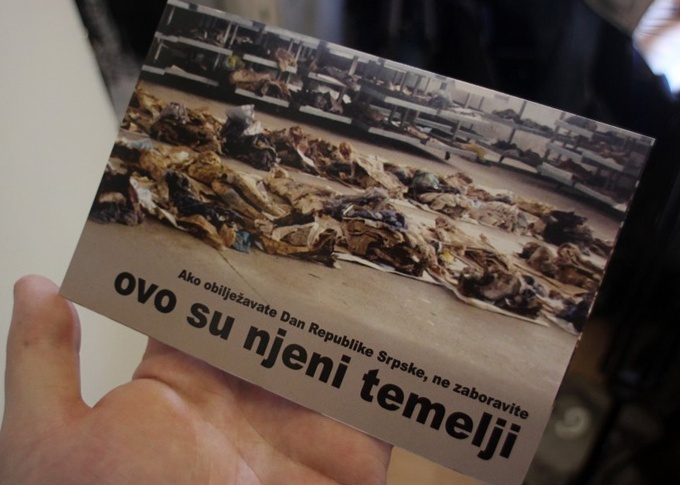 Ako obilježavate Dan Republike Srpske, ne zaboravite
ovo su njeni temelji